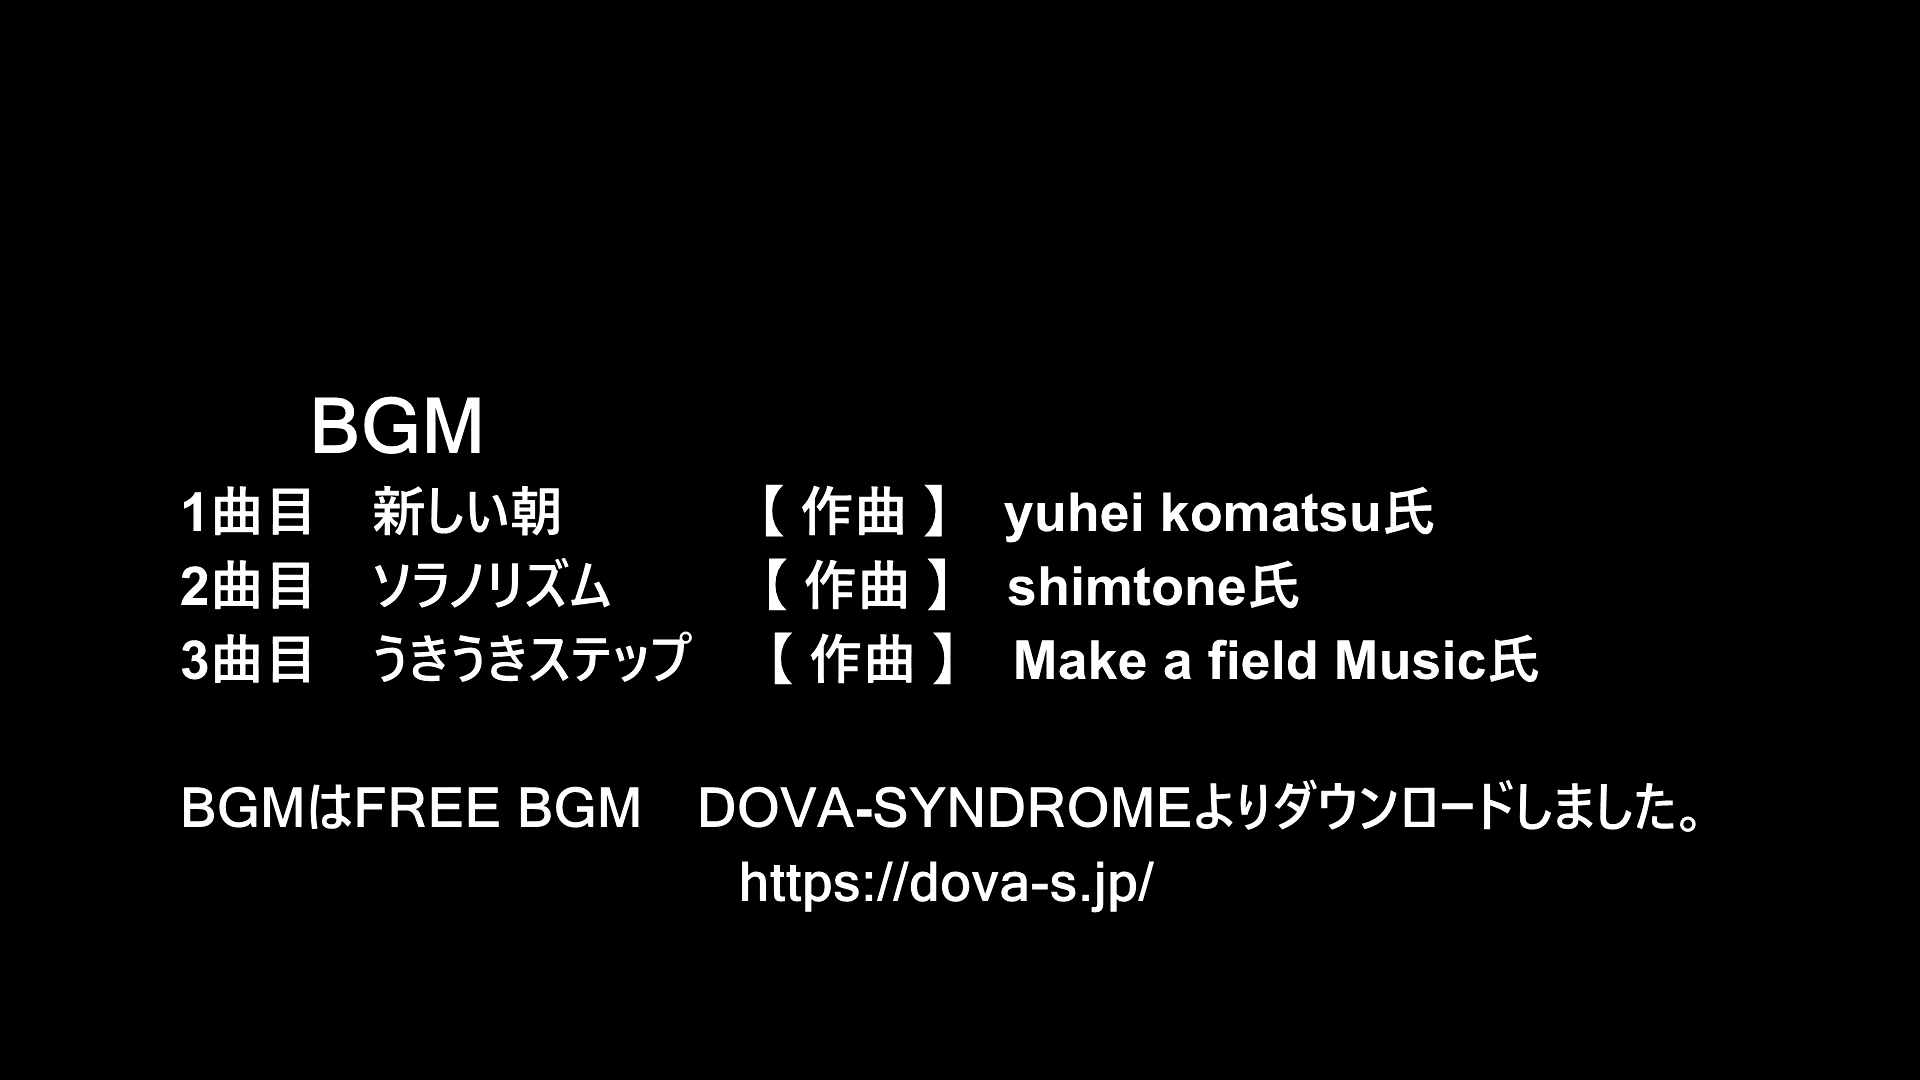 BGM
1曲目　新しい朝　【 作曲 】　yuhei komatsu氏
2曲目　ソラノリズム　【 作曲 】　shimtone氏
3曲目　うきうきステップ　【 作曲 】　Make a field Music氏
BGMはFREE BGM　DOVA-SYNDROMEよりダウンロードしました。
https://dova-s.jp/